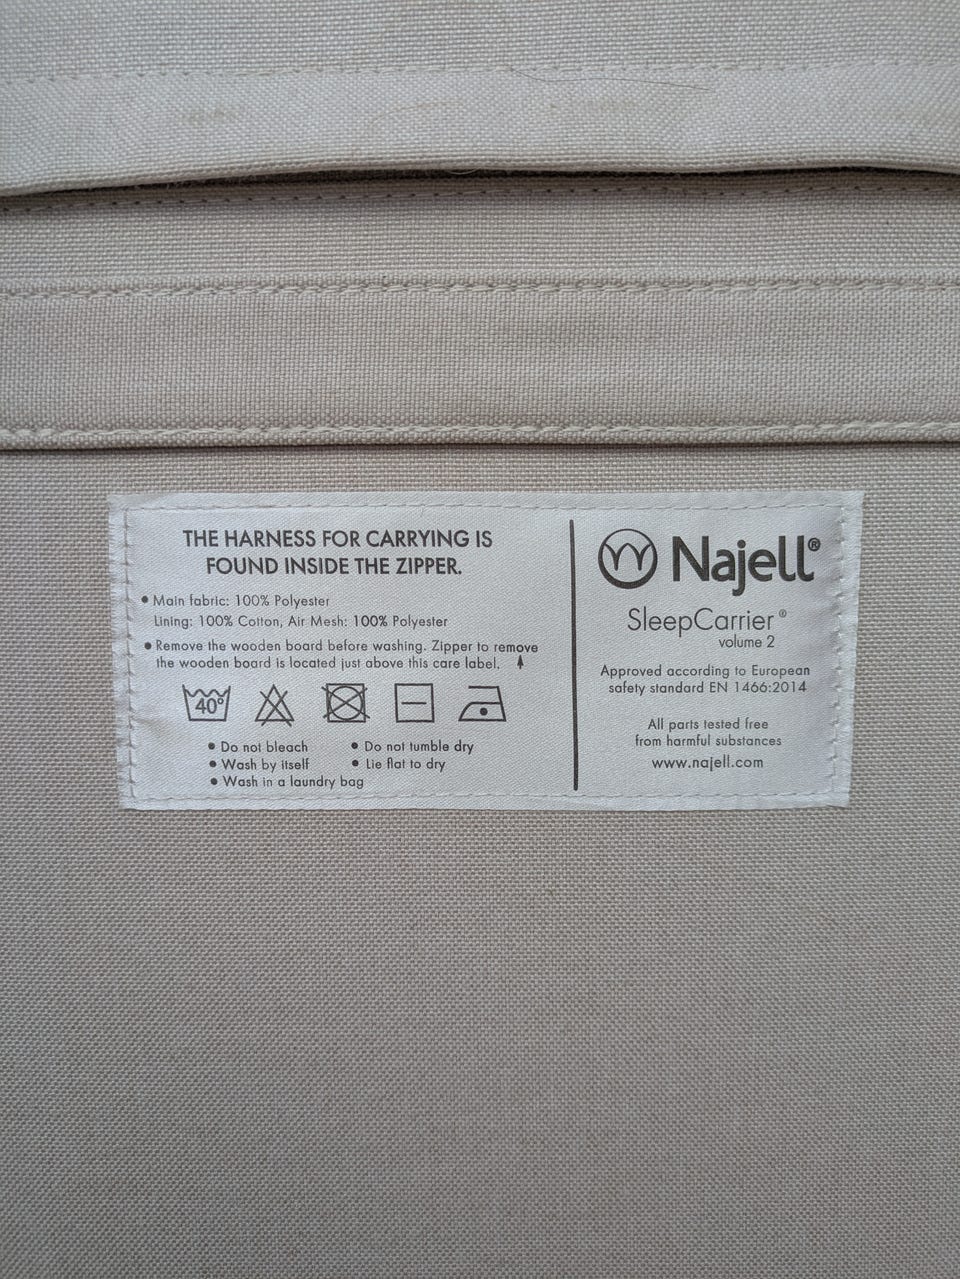 THE HARNESS FOR CARRYING IS
FOUND INSIDE THE ZIPPER.
• Main fabric: 100% Polyester
Lining: 100% Cotton, Air Mesh: 100% Polyester
• Remove the wooden board before washing. Zipper to remove
the wooden board is located just above this care label.
40°
• Do not bleach
• Wash by itself
• Wash in a laundry bag
• Do not tumble dry
• Lie flat to dry
Najell®
SleepCarrier®
volume 2
Approved according to European
safety standard EN 1466:2014
All parts tested free
from harmful substances
www.najell.com